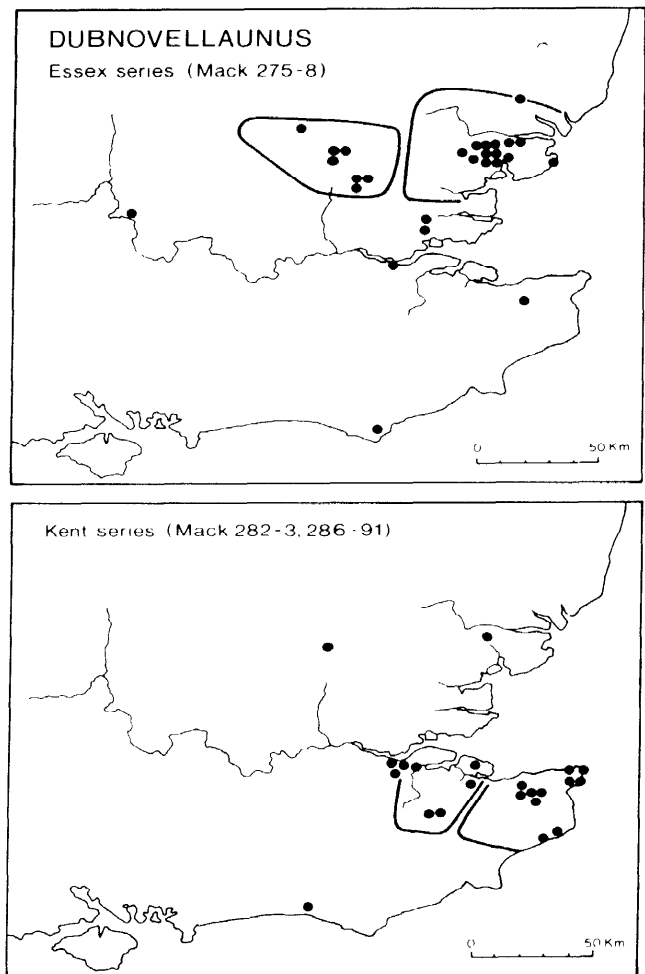 DUBNOVELLAUNUS
Essex series (Mack 275-8)
0 50 Km
Kent series (Mack 282-3, 286-91)
0 50 Km